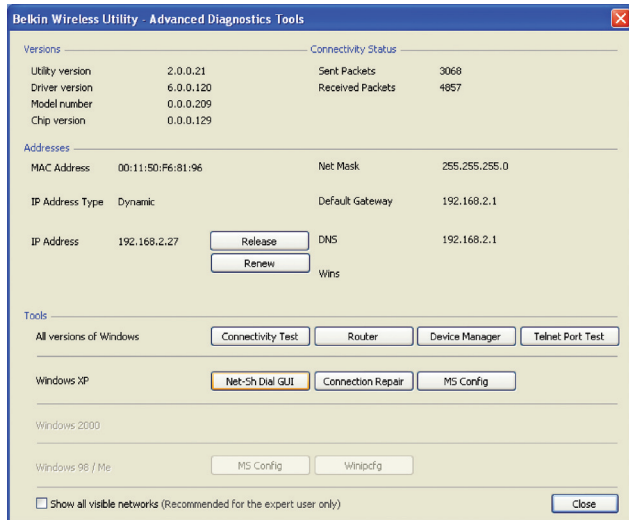 Belkin Wireless Utility - Advanced Diagnostics Tools
Versions
Utility version 2.0.0.21
Driver version 6.0.0.120
Model number 0.0.0.209
Chip version 0.0.0.129
Connectivity Status
Sent Packets 3068
Received Packets 4857
Addresses
MAC Address 00:11:50:F6:81:96
IP Address Type Dynamic
IP Address 192.168.2.27 Release
Renew
Net Mask 255.255.255.0
Default Gateway 192.168.2.1
DNS 192.168.2.1
Wins
Tools
All versions of Windows Connectivity Test Router Device Manager Telnet Port Test
Windows XP Net-Sh Dial GUI Connection Repair MS Config
Windows 2000
Windows 98 / Me MS Config Winipcfg
Show all visible networks (Recommended for the expert user only) Close